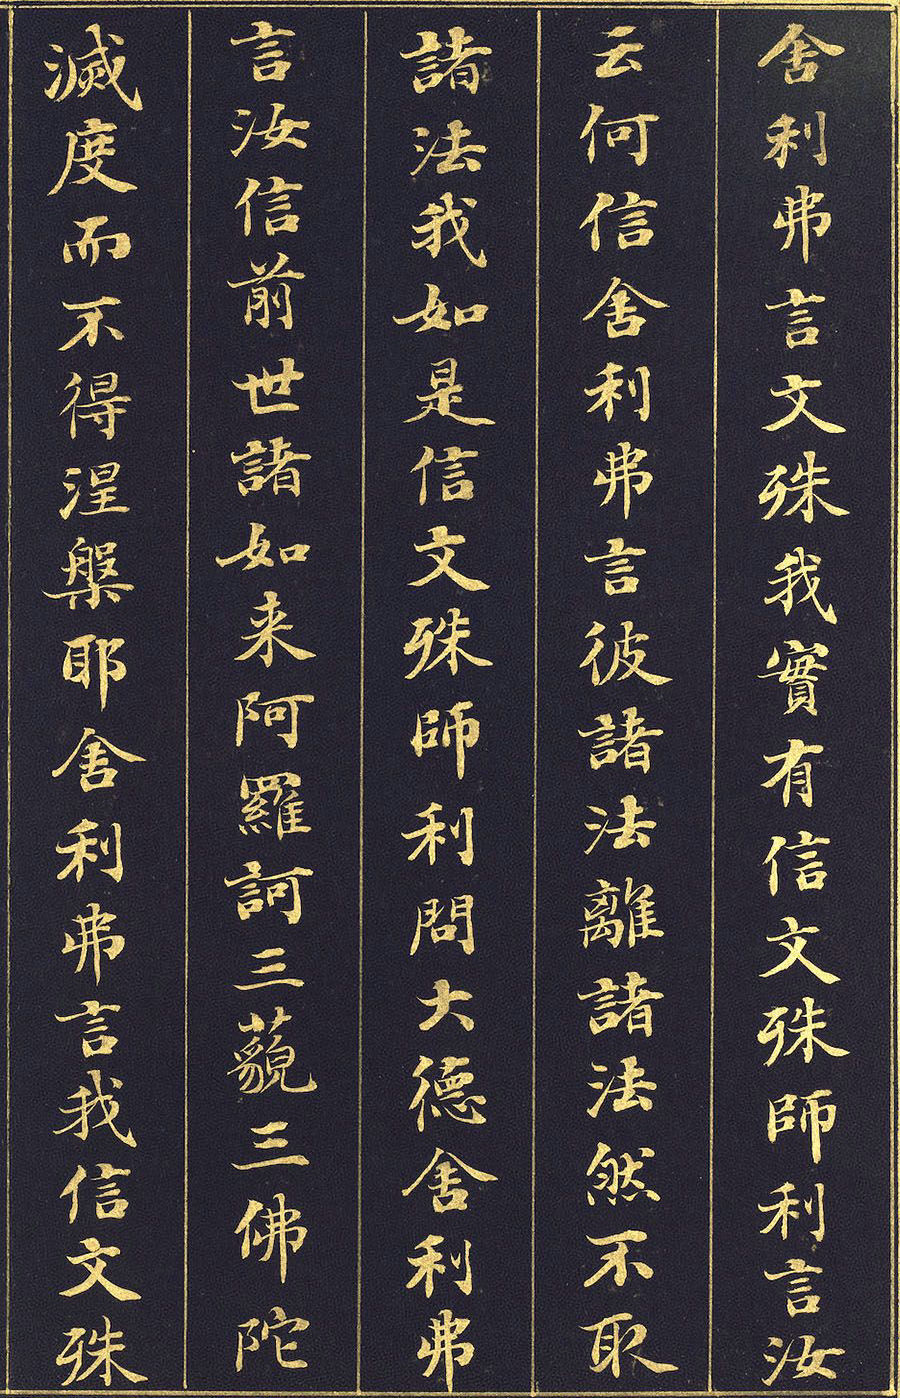 舍利弗言文殊我實有信文殊師利言汝
云何信舍利弗言彼諸法離諸法然不取
諸法我如是信文殊師利問大德舍利弗
言汝信前世諸如来阿羅訶三藐三佛陀
滅度而不得涅槃耶舍利弗言我信文殊